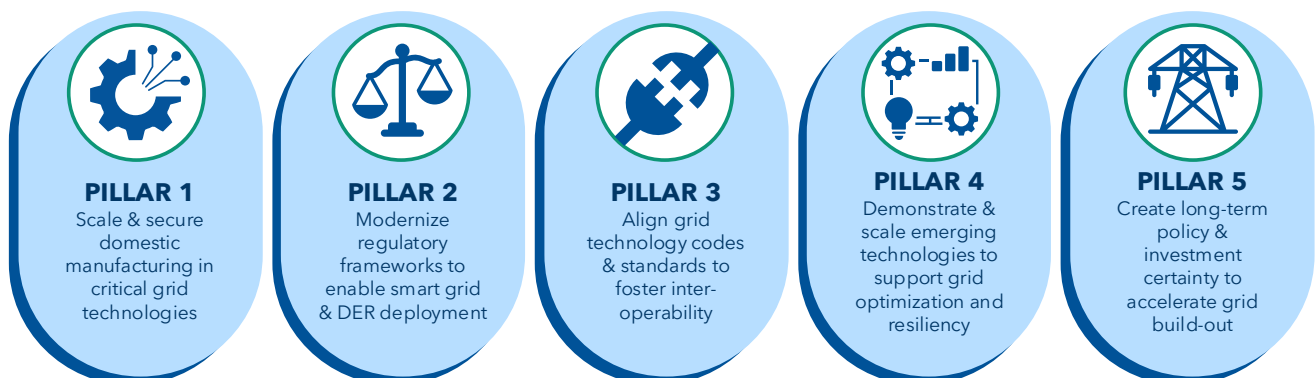 PILLAR 1
Scale & secure
domestic
manufacturing in
critical grid
technologies
PILLAR 2
Modernize
regulatory
frameworks to
enable smart grid
& DER deployment
PILLAR 3
Align grid
technology codes
& standards to
foster inter-
operability
PILLAR 4
Demonstrate &
scale emerging
technologies to
support grid
optimization and
resiliency
PILLAR 5
Create long-term
policy &
investment
certainty to
accelerate grid
build-out